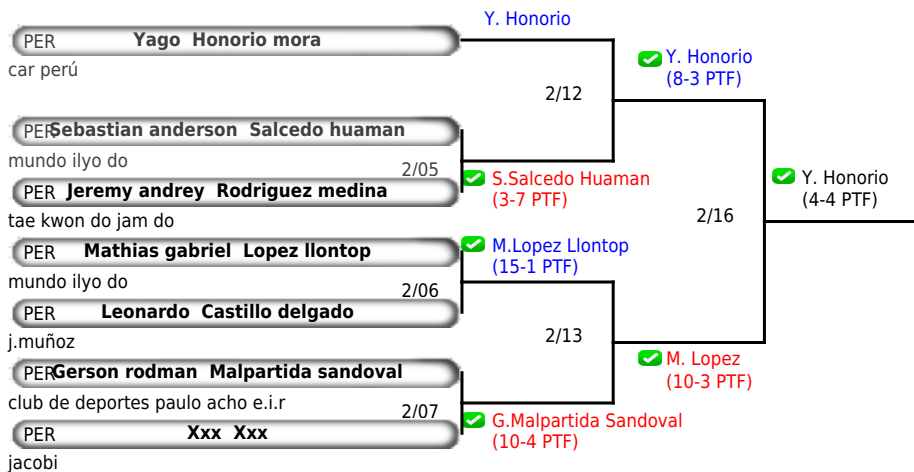 Y. Honorio
PER Yago Honorio mora
car perú
Y. Honorio
(8-3 PTF)
2/12
PER Sebastian anderson Salcedo huaman
mundo ilyo do
2/05
PER Jeremy andrey Rodriguez medina
tae kwon do jam do
S.Salcedo Huaman
(3-7 PTF)
Y. Honorio
(4-4 PTF)
2/16
PER Mathias gabriel Lopez llontop
mundo ilyo do
M.Lopez Llontop
(15-1 PTF)
2/06
PER Leonardo Castillo delgado
j.muñoz
2/13
M. Lopez
(10-3 PTF)
PER Gerson rodman Malpartida sandoval
club de deportes paulo acho e.i.r
2/07
PER Xxx Xxx
jacobi
G.Malpartida Sandoval
(10-4 PTF)